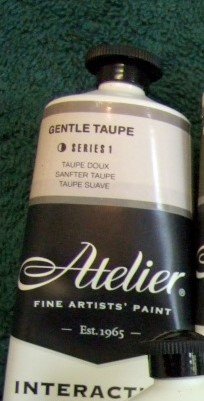 GENTLE TAUPE
SERIES 1
TAUPE DOUX
SANFTER TAUPE
TAUPE SUAVE
Atelier®
FINE ARTISTS' PAINT
— Est. 1965 —
INTERACT